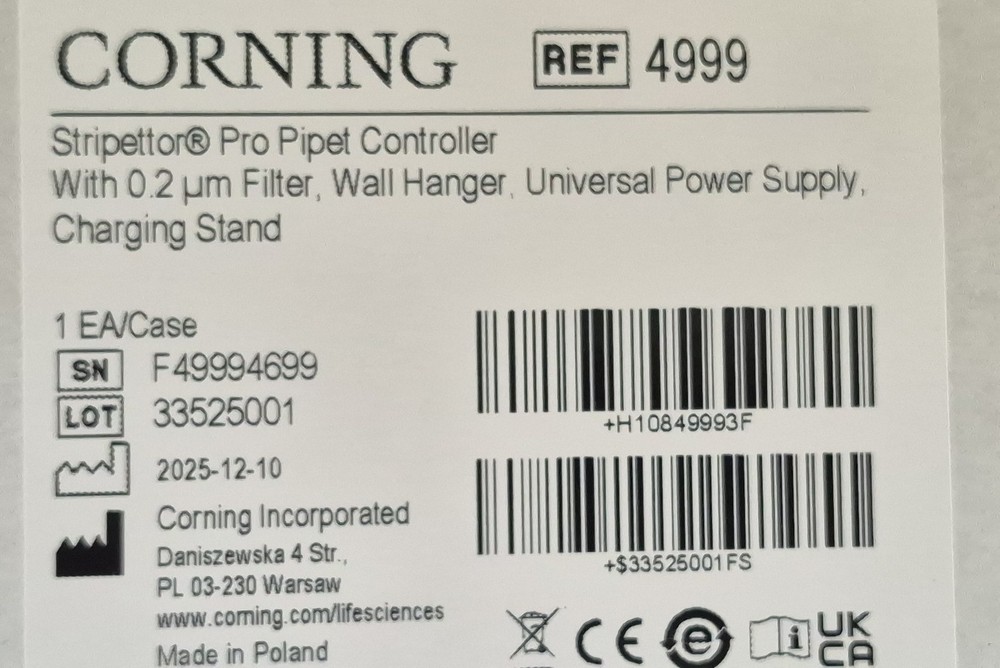 CORNING REF 4999
Stripettor® Pro Pipet Controller
With 0.2 µm Filter, Wall Hanger, Universal Power Supply,
Charging Stand
1 EA/Case
SN F49994699
LOT 33525001
2025-12-10
Corning Incorporated
Daniszewska 4 Str.,
PL 03-230 Warsaw
www.corning.com/lifesciences
Made in Poland
+H10849993F
+$33525001FS
CE e i UK
CA